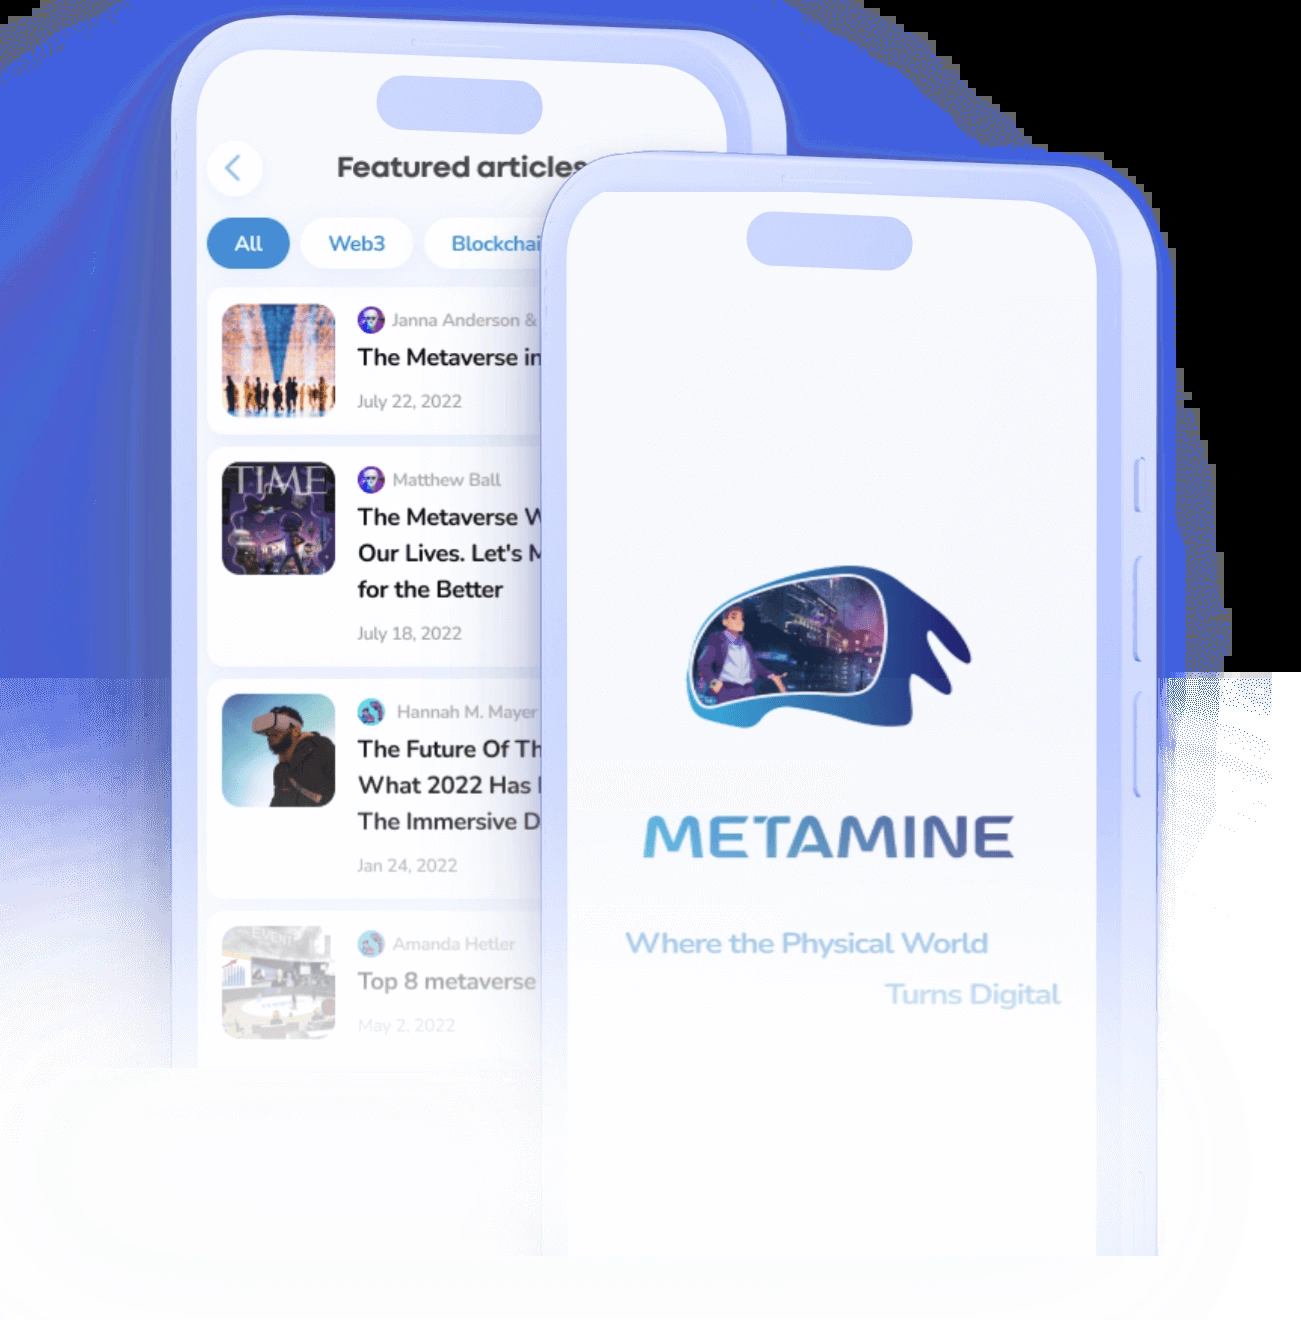 Featured articles
All
Web3
Blockchai
Janna Anderson &
The Metaverse in
July 22, 2022
TIME
Matthew Ball
The Metaverse W
Our Lives. Let's M
for the Better
July 18, 2022
Hannah M. Mayer
The Future Of Th
What 2022 Has
The Immersive D
Jan 24, 2022
Amanda Hetler
Top 8 metaverse
May 2, 2022
METAMINE
Where the Physical World
Turns Digital